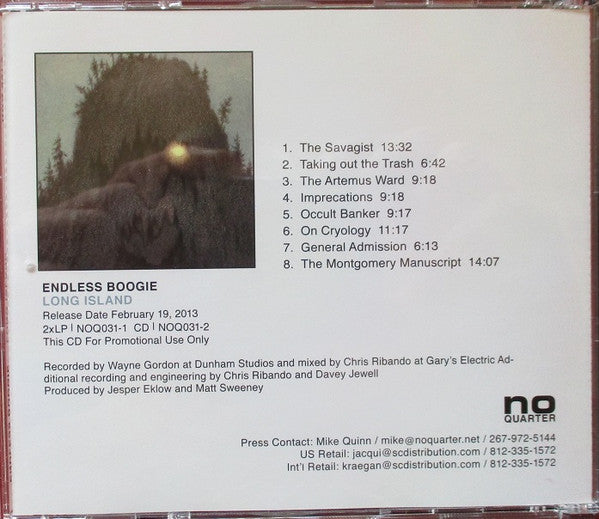 1. The Savagist 13:32
2. Taking out the Trash 6:42
3. The Artemus Ward 9:18
4. Imprecations 9:18
5. Occult Banker 9:17
6. On Cryology 11:17
7. General Admission 6:13
8. The Montgomery Manuscript 14:07
ENDLESS BOOGIE
LONG ISLAND
Release Date February 19, 2013
2xLP | NOQ031-1 CD | NOQ031-2
This CD For Promotional Use Only
Recorded by Wayne Gordon at Dunham Studios and mixed by Chris Ribando at Gary's Electric Ad-
ditional recording and engineering by Chris Ribando and Davey Jewell
Produced by Jesper Eklow and Matt Sweeney
no
QUARTER
Press Contact: Mike Quinn / mike@noquarter.net / 267-972-5144
US Retail: jacqui@scdistribution.com / 812-335-1572
Int'l Retail: kraegan@scdistribution.com / 812-335-1572